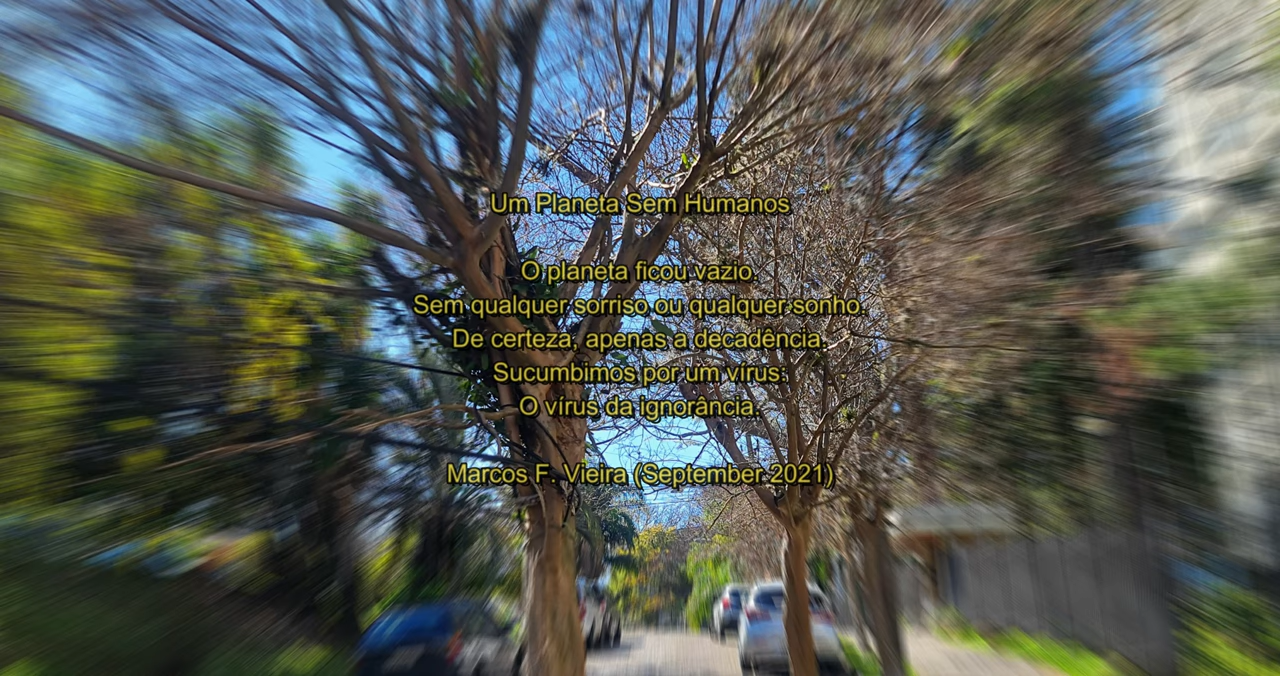 Um Planeta Sem Humanos
O planeta ficou vazio.
Sem qualquer sorriso ou qualquer sonho.
De certeza, apenas a decadência.
Sucumbimos por um vírus:
O vírus da ignorância.
Marcos F. Vieira (September 2021)